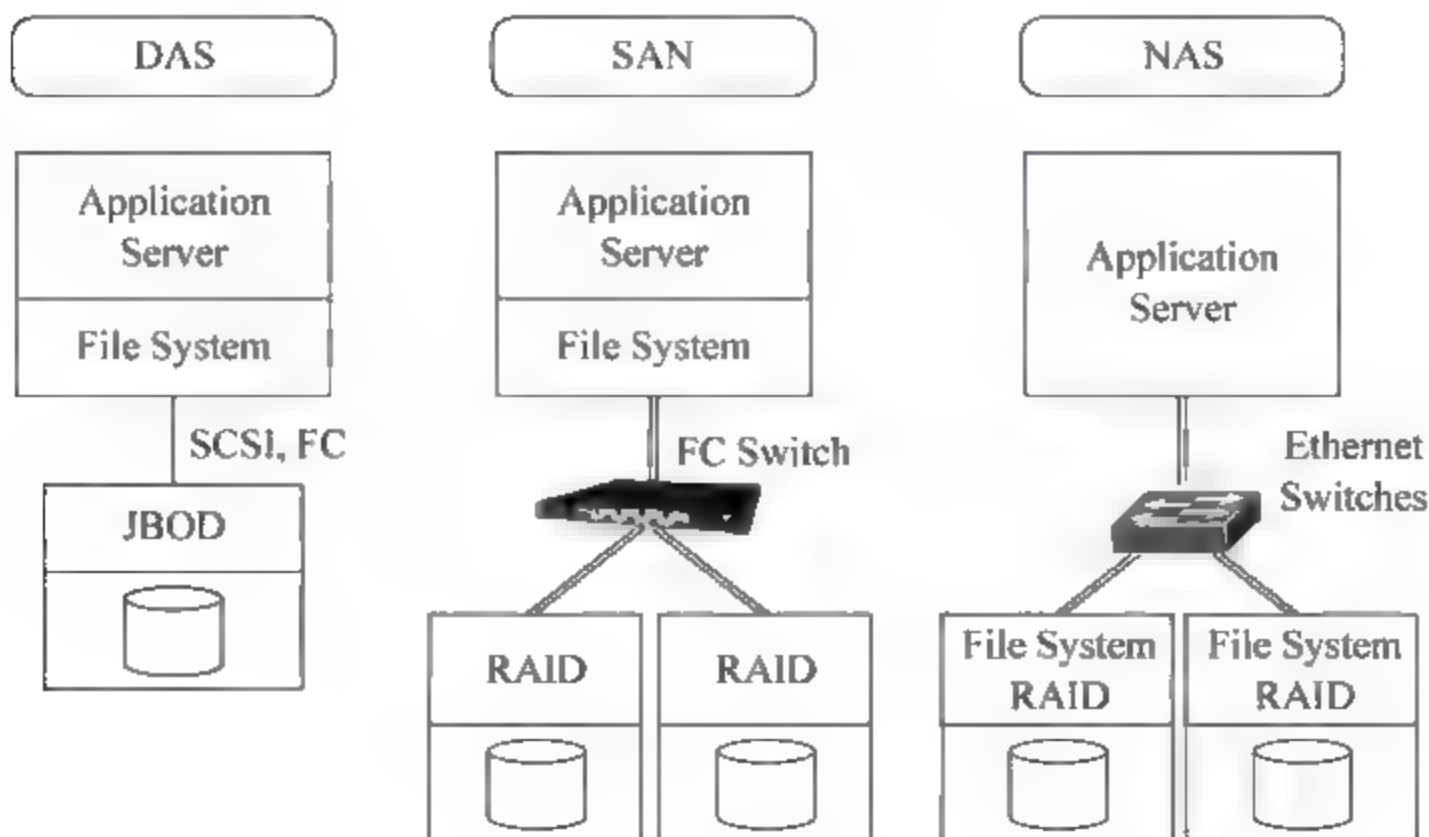 DAS
SAN
NAS
Application
Server
File System
SCSI, FC
JBOD
Application
Server
File System
FC Switch
RAID
RAID
Application
Server
Ethernet
Switches
File System
RAID
File System
RAID